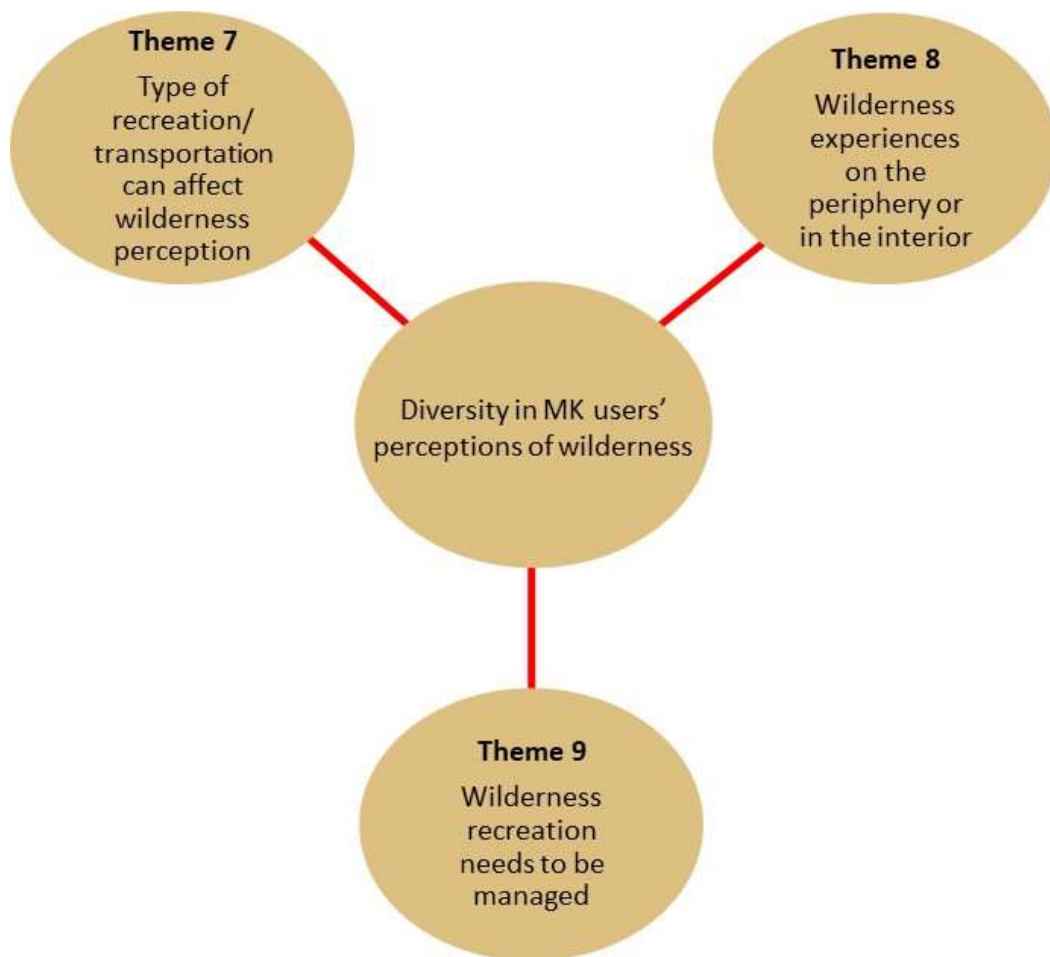 Theme 7
Type of
recreation/
transportation
can affect
wilderness
perception
Theme 8
Wilderness
experiences
on the
periphery or
in the interior
Diversity in MK users’
perceptions of wilderness
Theme 9
Wilderness
recreation
needs to be
managed